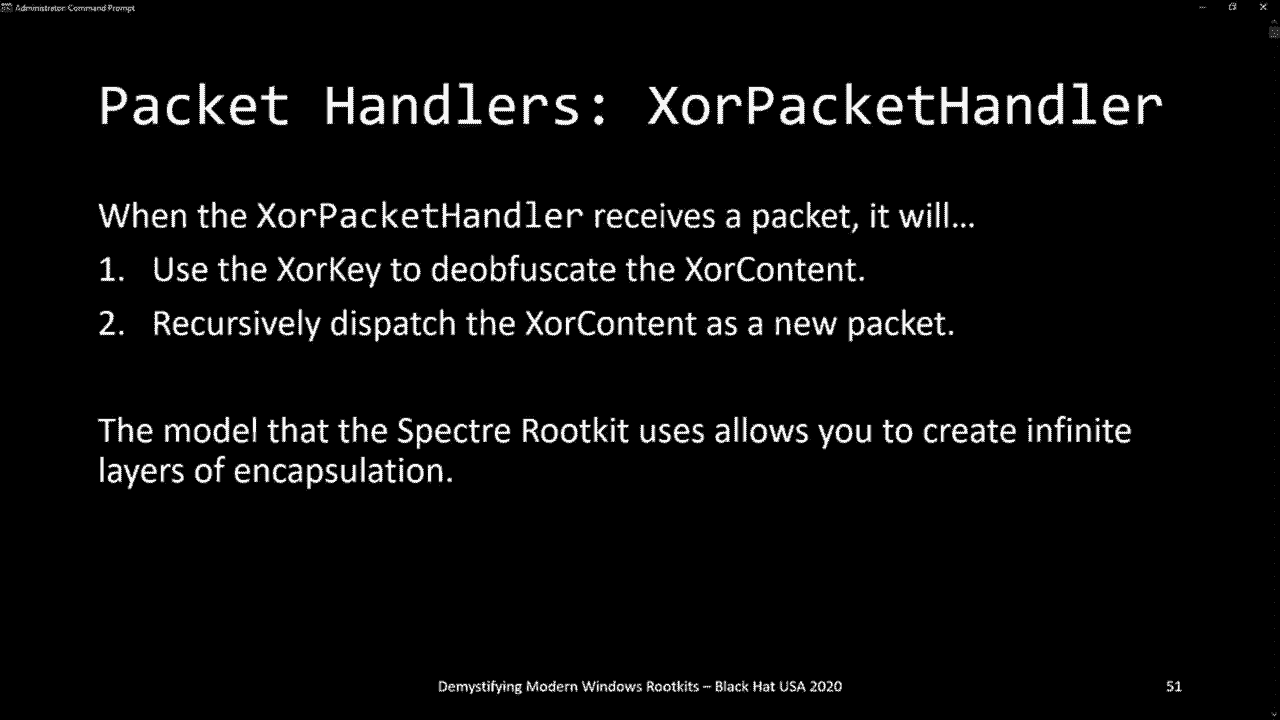 Administrator Command Prompt
Packet Handlers: XorPacketHandler
When the XorPacketHandler receives a packet, it will…
1. Use the XorKey to deobfuscate the XorContent.
2. Recursively dispatch the XorContent as a new packet.
The model that the Spectre Rootkit uses allows you to create infinite
layers of encapsulation.
Demystifying Modern Windows Rootkits – Black Hat USA 2020
51